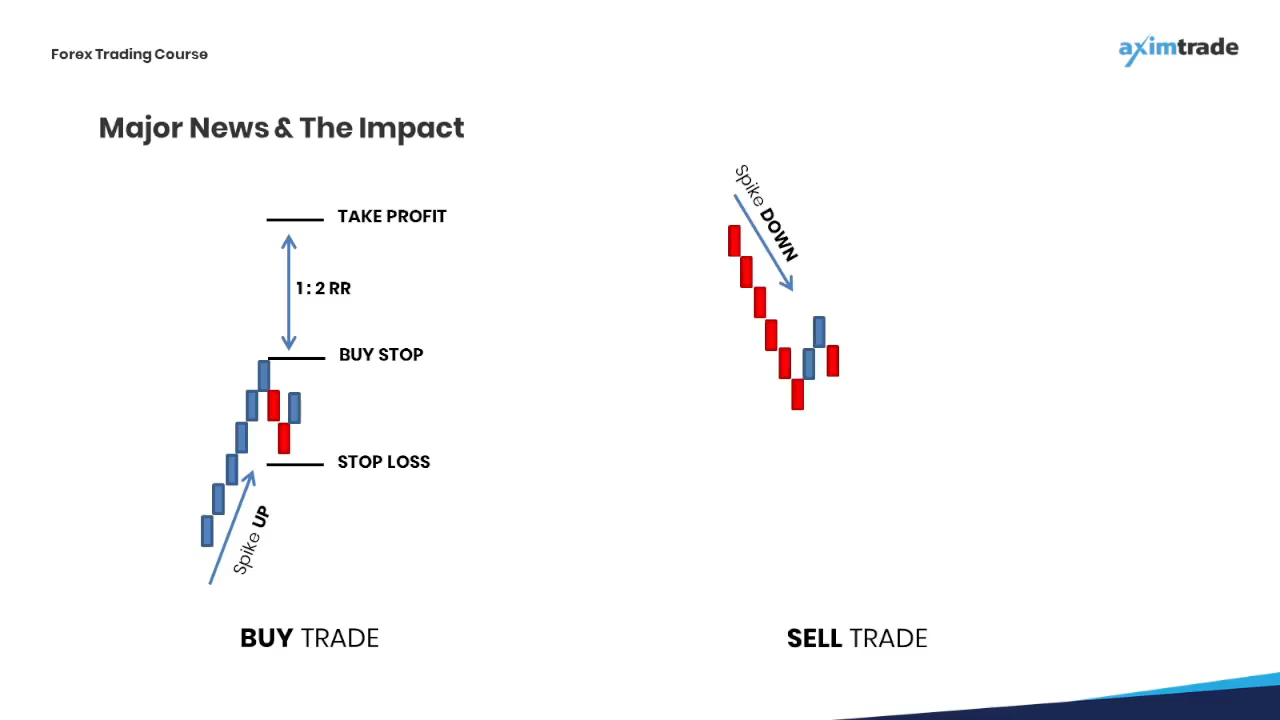 Forex Trading Course
aximtrade
Major News & The Impact
TAKE PROFIT
1 : 2 RR
BUY STOP
STOP LOSS
Spike UP
BUY TRADE
Spike DOWN
SELL TRADE